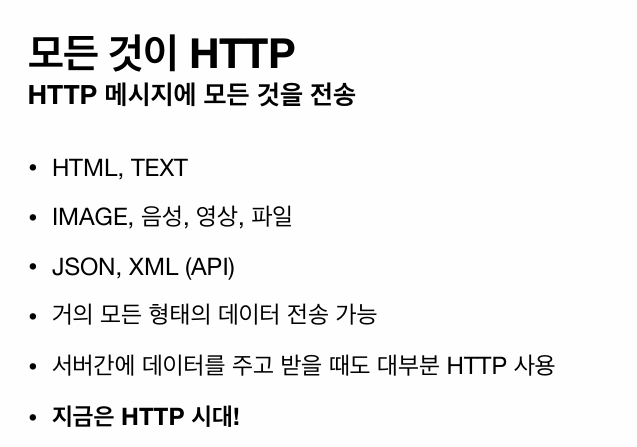 모든 것이 HTTP
HTTP 메시지에 모든 것을 전송
• HTML, TEXT
• IMAGE, 음성, 영상, 파일
• JSON, XML (API)
• 거의 모든 형태의 데이터 전송 가능
• 서버간에 데이터를 주고 받을 때도 대부분 HTTP 사용
• 지금은 HTTP 시대!